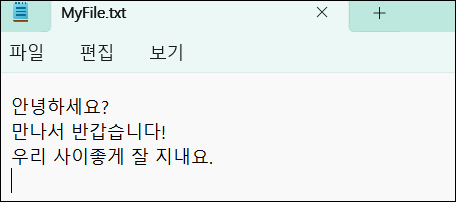 MyFile.txt
파일 편집 보기
안녕하세요?
만나서 반갑습니다!
우리 사이좋게 잘 지내요.